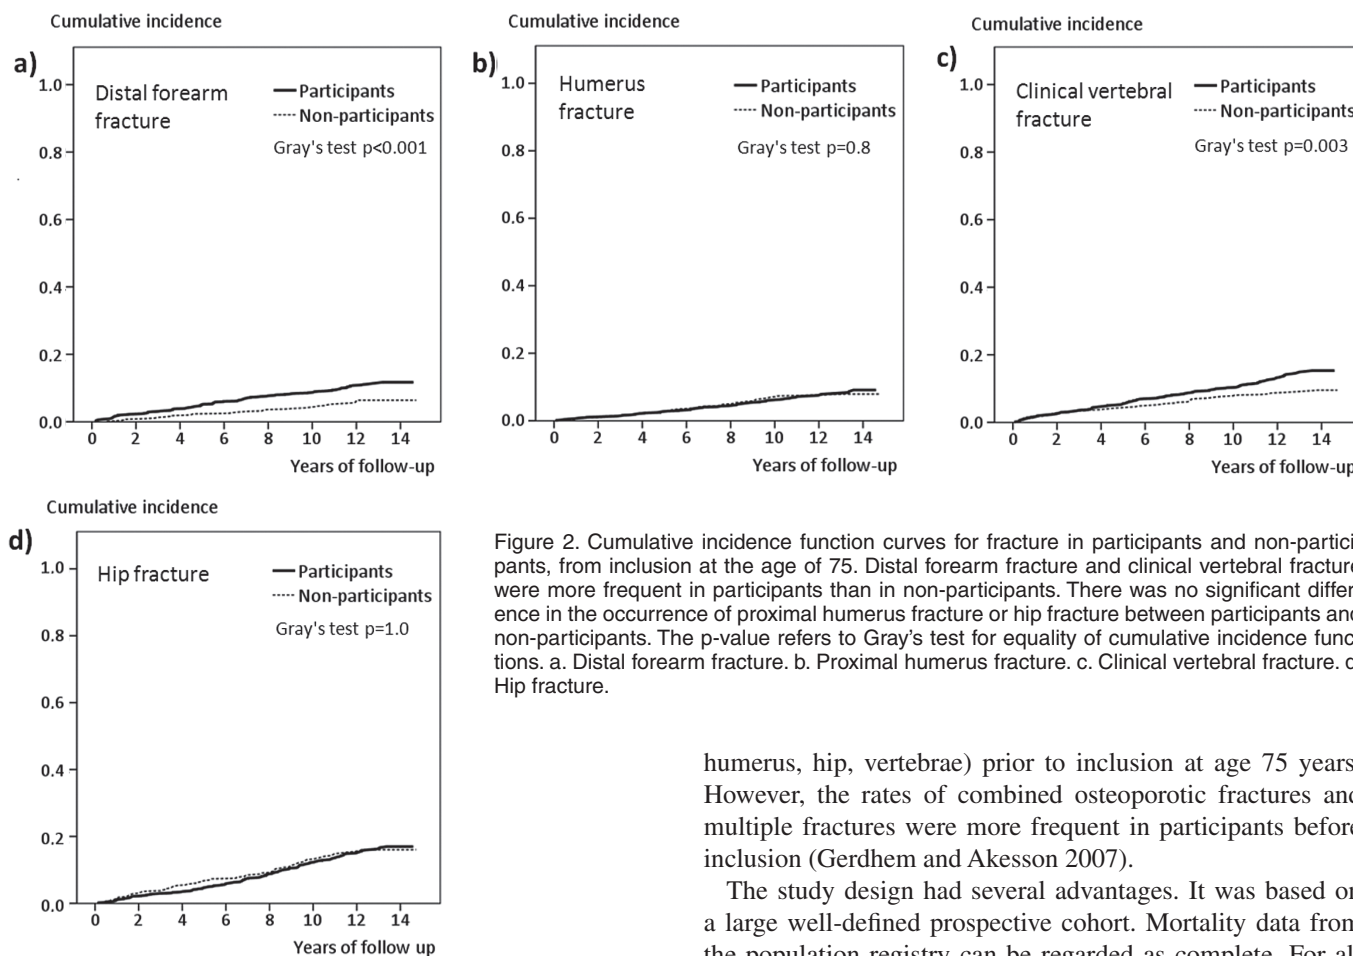 Cumulative incidence
a)
1.0
0.8
0.6
0.4
0.2
0.0
Distal forearm
fracture
Participants
Non-participants
Gray's test p<0.001
0 2 4 6 8 10 12 14
Years of follow-up
Cumulative incidence
b)
1.0
0.8
0.6
0.4
0.2
0.0
Humerus
fracture
Participants
Non-participants
Gray's test p=0.8
0 2 4 6 8 10 12 14
Years of follow-up
Cumulative incidence
c)
1.0
0.8
0.6
0.4
0.2
0.0
Clinical vertebral
fracture
Participants
Non-participants
Gray's test p=0.003
0 2 4 6 8 10 12 14
Years of follow-up
Cumulative incidence
d)
1.0
0.8
0.6
0.4
0.2
0.0
Hip fracture
Participants
Non-participants
Gray's test p=1.0
0 2 4 6 8 10 12 14
Years of follow up
Figure 2. Cumulative incidence function curves for fracture in participants and non-partici
pants, from inclusion at the age of 75. Distal forearm fracture and clinical vertebral fracture
were more frequent in participants than in non-participants. There was no significant differ
ence in the occurrence of proximal humerus fracture or hip fracture between participants and
non-participants. The p-value refers to Gray's test for equality of cumulative incidence func
tions. a. Distal forearm fracture. b. Proximal humerus fracture. c. Clinical vertebral fracture. d
Hip fracture.
humerus, hip, vertebrae) prior to inclusion at age 75 years
However, the rates of combined osteoporotic fractures and
multiple fractures were more frequent in participants before
inclusion (Gerdhem and Akesson 2007).
The study design had several advantages. It was based on
a large well-defined prospective cohort. Mortality data from
the population registry can be regarded as complete. For al